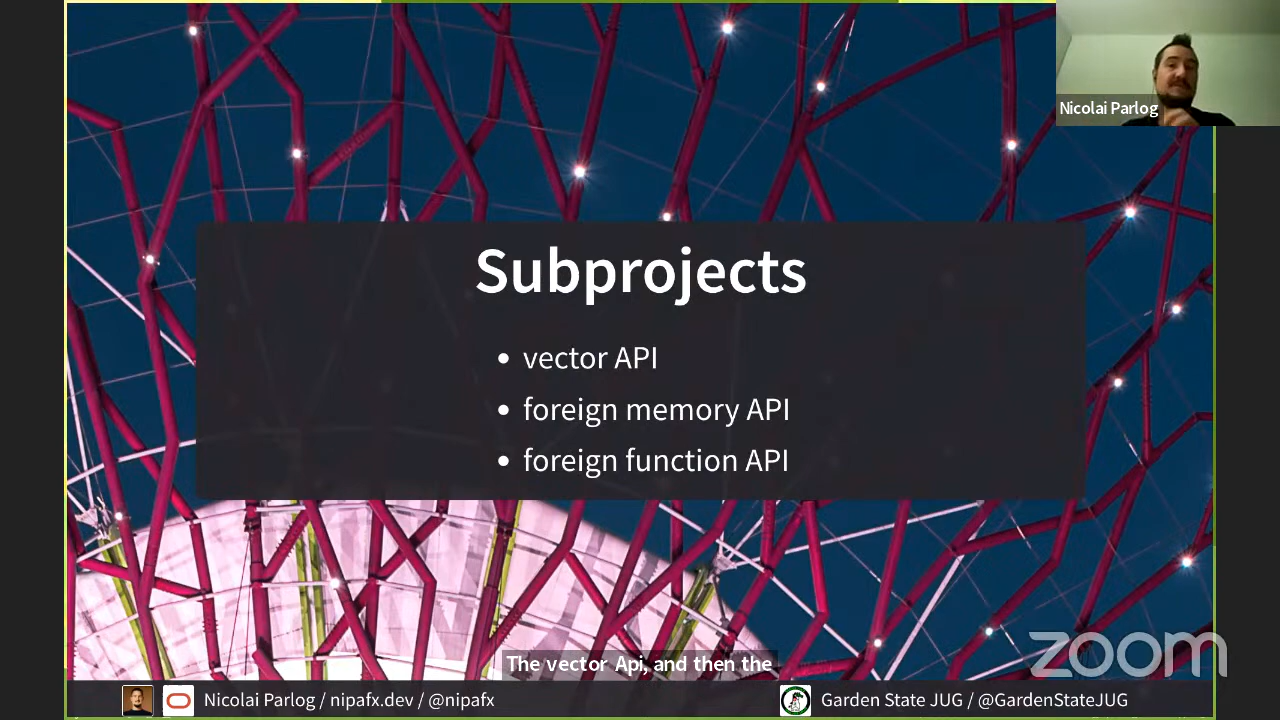 Nicolai Parlog
Subprojects
• vector API
• foreign memory API
• foreign function API
The vector Api, and then the
zoom
Nicolai Parlog / nipafx.dev / @nipafx
Garden State JUG / @GardenStateJUG